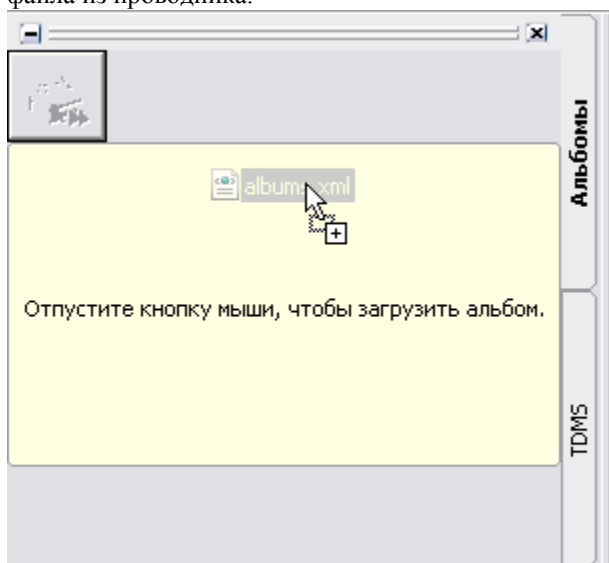 файла из проводника.
albums.xml
Отпустите кнопку мыши, чтобы загрузить альбом.
Альбомы
TDMS